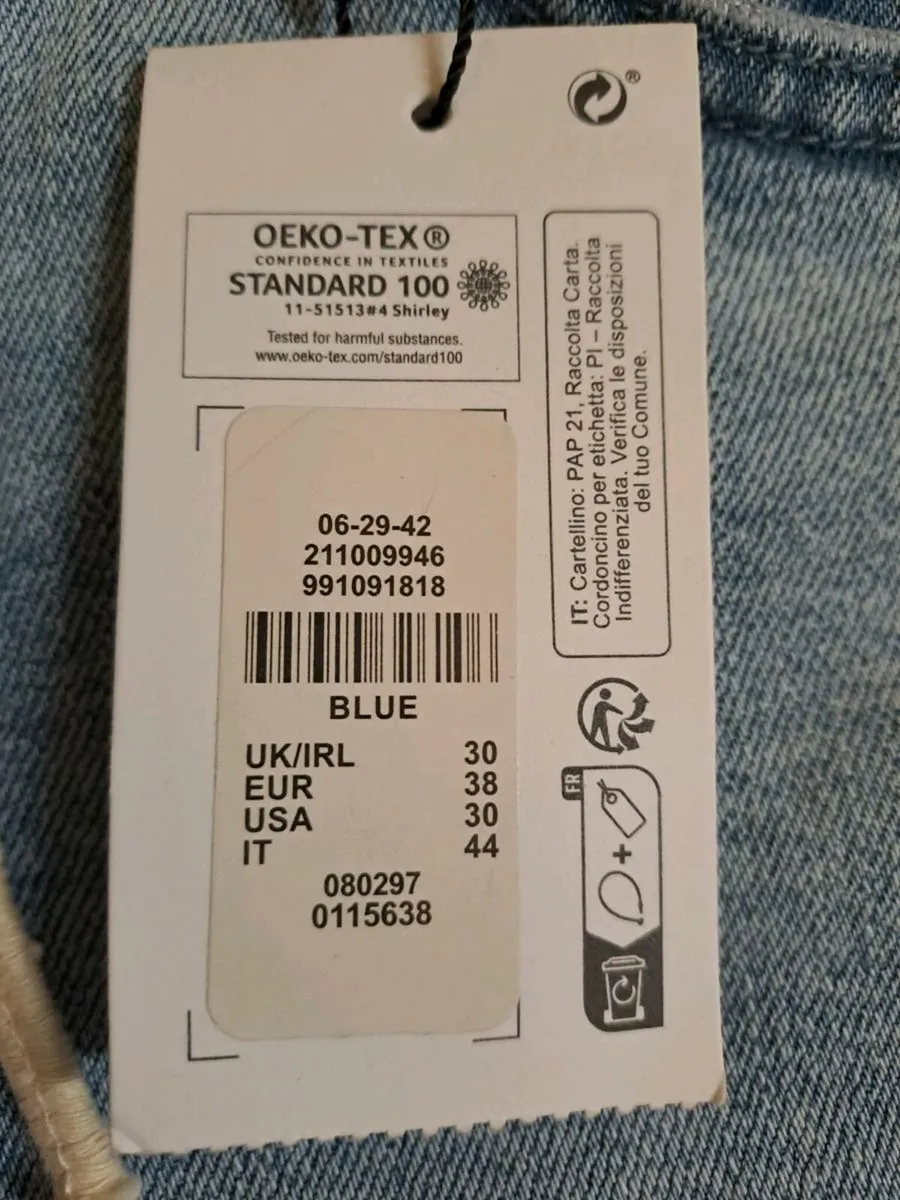 ®
OEKO-TEX®
CONFIDENCE IN TEXTILES
STANDARD 100
11-51513#4 Shirley
Tested for harmful substances.
www.oeko-tex.com/standard100
06-29-42
211009946
991091818
BLUE
UK/IRL 30
EUR 38
USA 30
IT 44
080297
0115638
IT: Cartellino: PAP 21, Raccolta Carta.
Cordoncino per etichetta: PI – Raccolta
Indifferenziata. Verifica le disposizioni
del tuo Comune.
FR